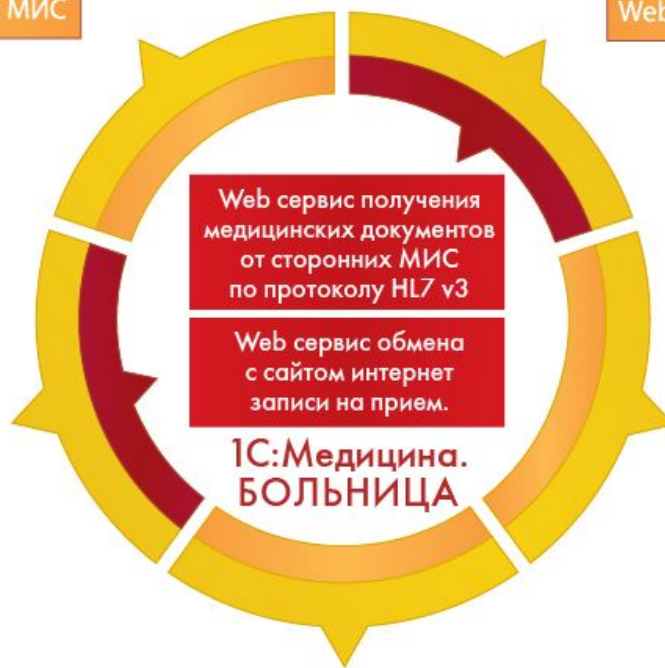 МИС
Web
Web сервис получения
медицинских документов
от сторонних МИС
по протоколу HL7 v3
Web сервис обмена
с сайтом интернет
записи на прием.
1С:Медицина.
БОЛЬНИЦА